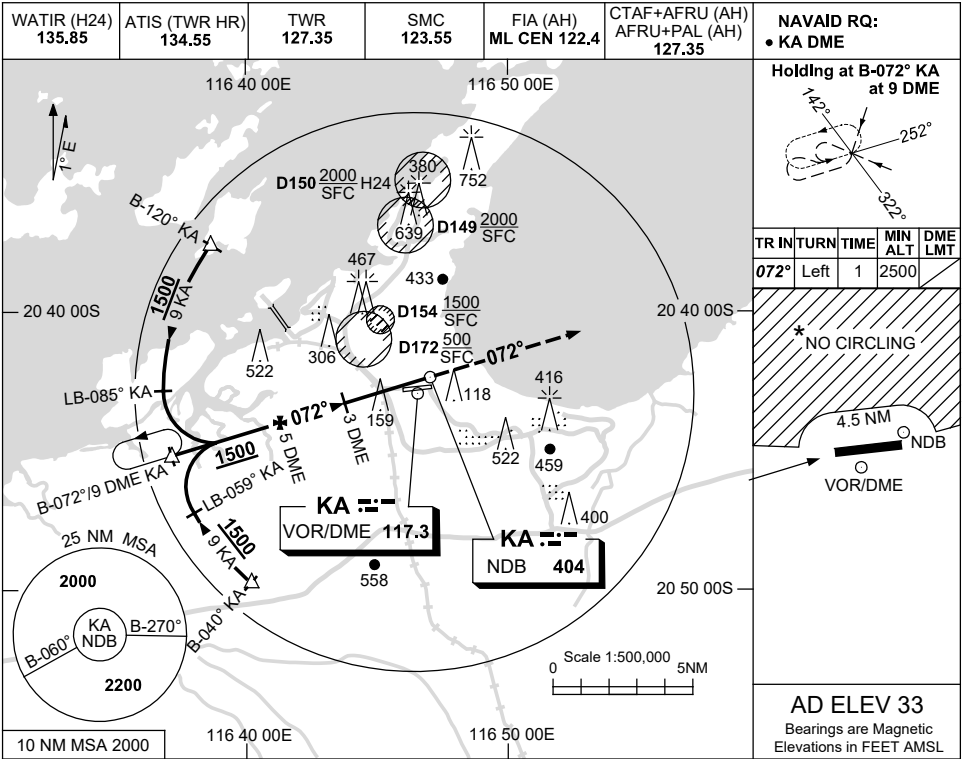 WATIR (H24)
135.85
ATIS (TWR HR)
134.55
TWR
127.35
SMC
123.55
FIA (AH)
ML CEN 122.4
CTAF+AFRU (AH)
AFRU+PAL (AH)
127.35
NAVAID RQ:
• KA DME
116 40 00E
116 50 00E
1° E
D150 2000
SFC
H24
380
752
639
D149 2000
SFC
B-120° KA
1500
9 KA
467
433
20 40 00S
20 40 00S
D154 1500
SFC
306
522
D172 500
SFC
072°
LB-085° KA
416
118
159
072°
3 DME
5 DME
1500
B-072°/9 DME KA
522
459
LB-059° KA
KA
VOR/DME 117.3
1500
9 KA
400
KA
NDB 404
25 NM MSA
2000
558
20 50 00S
B-040° KA
KA
NDB
B-270°
B-060°
2200
Scale 1:500,000
0
5NM
116 40 00E
116 50 00E
10 NM MSA 2000
Holding at B-072° KA
at 9 DME
142°
252°
322°
TR IN
TURN
TIME
MIN
ALT
DME
LMT
072°
Left
1
2500
*NO CIRCLING
4.5 NM
NDB
VOR/DME
AD ELEV 33
Bearings are Magnetic
Elevations in FEET AMSL